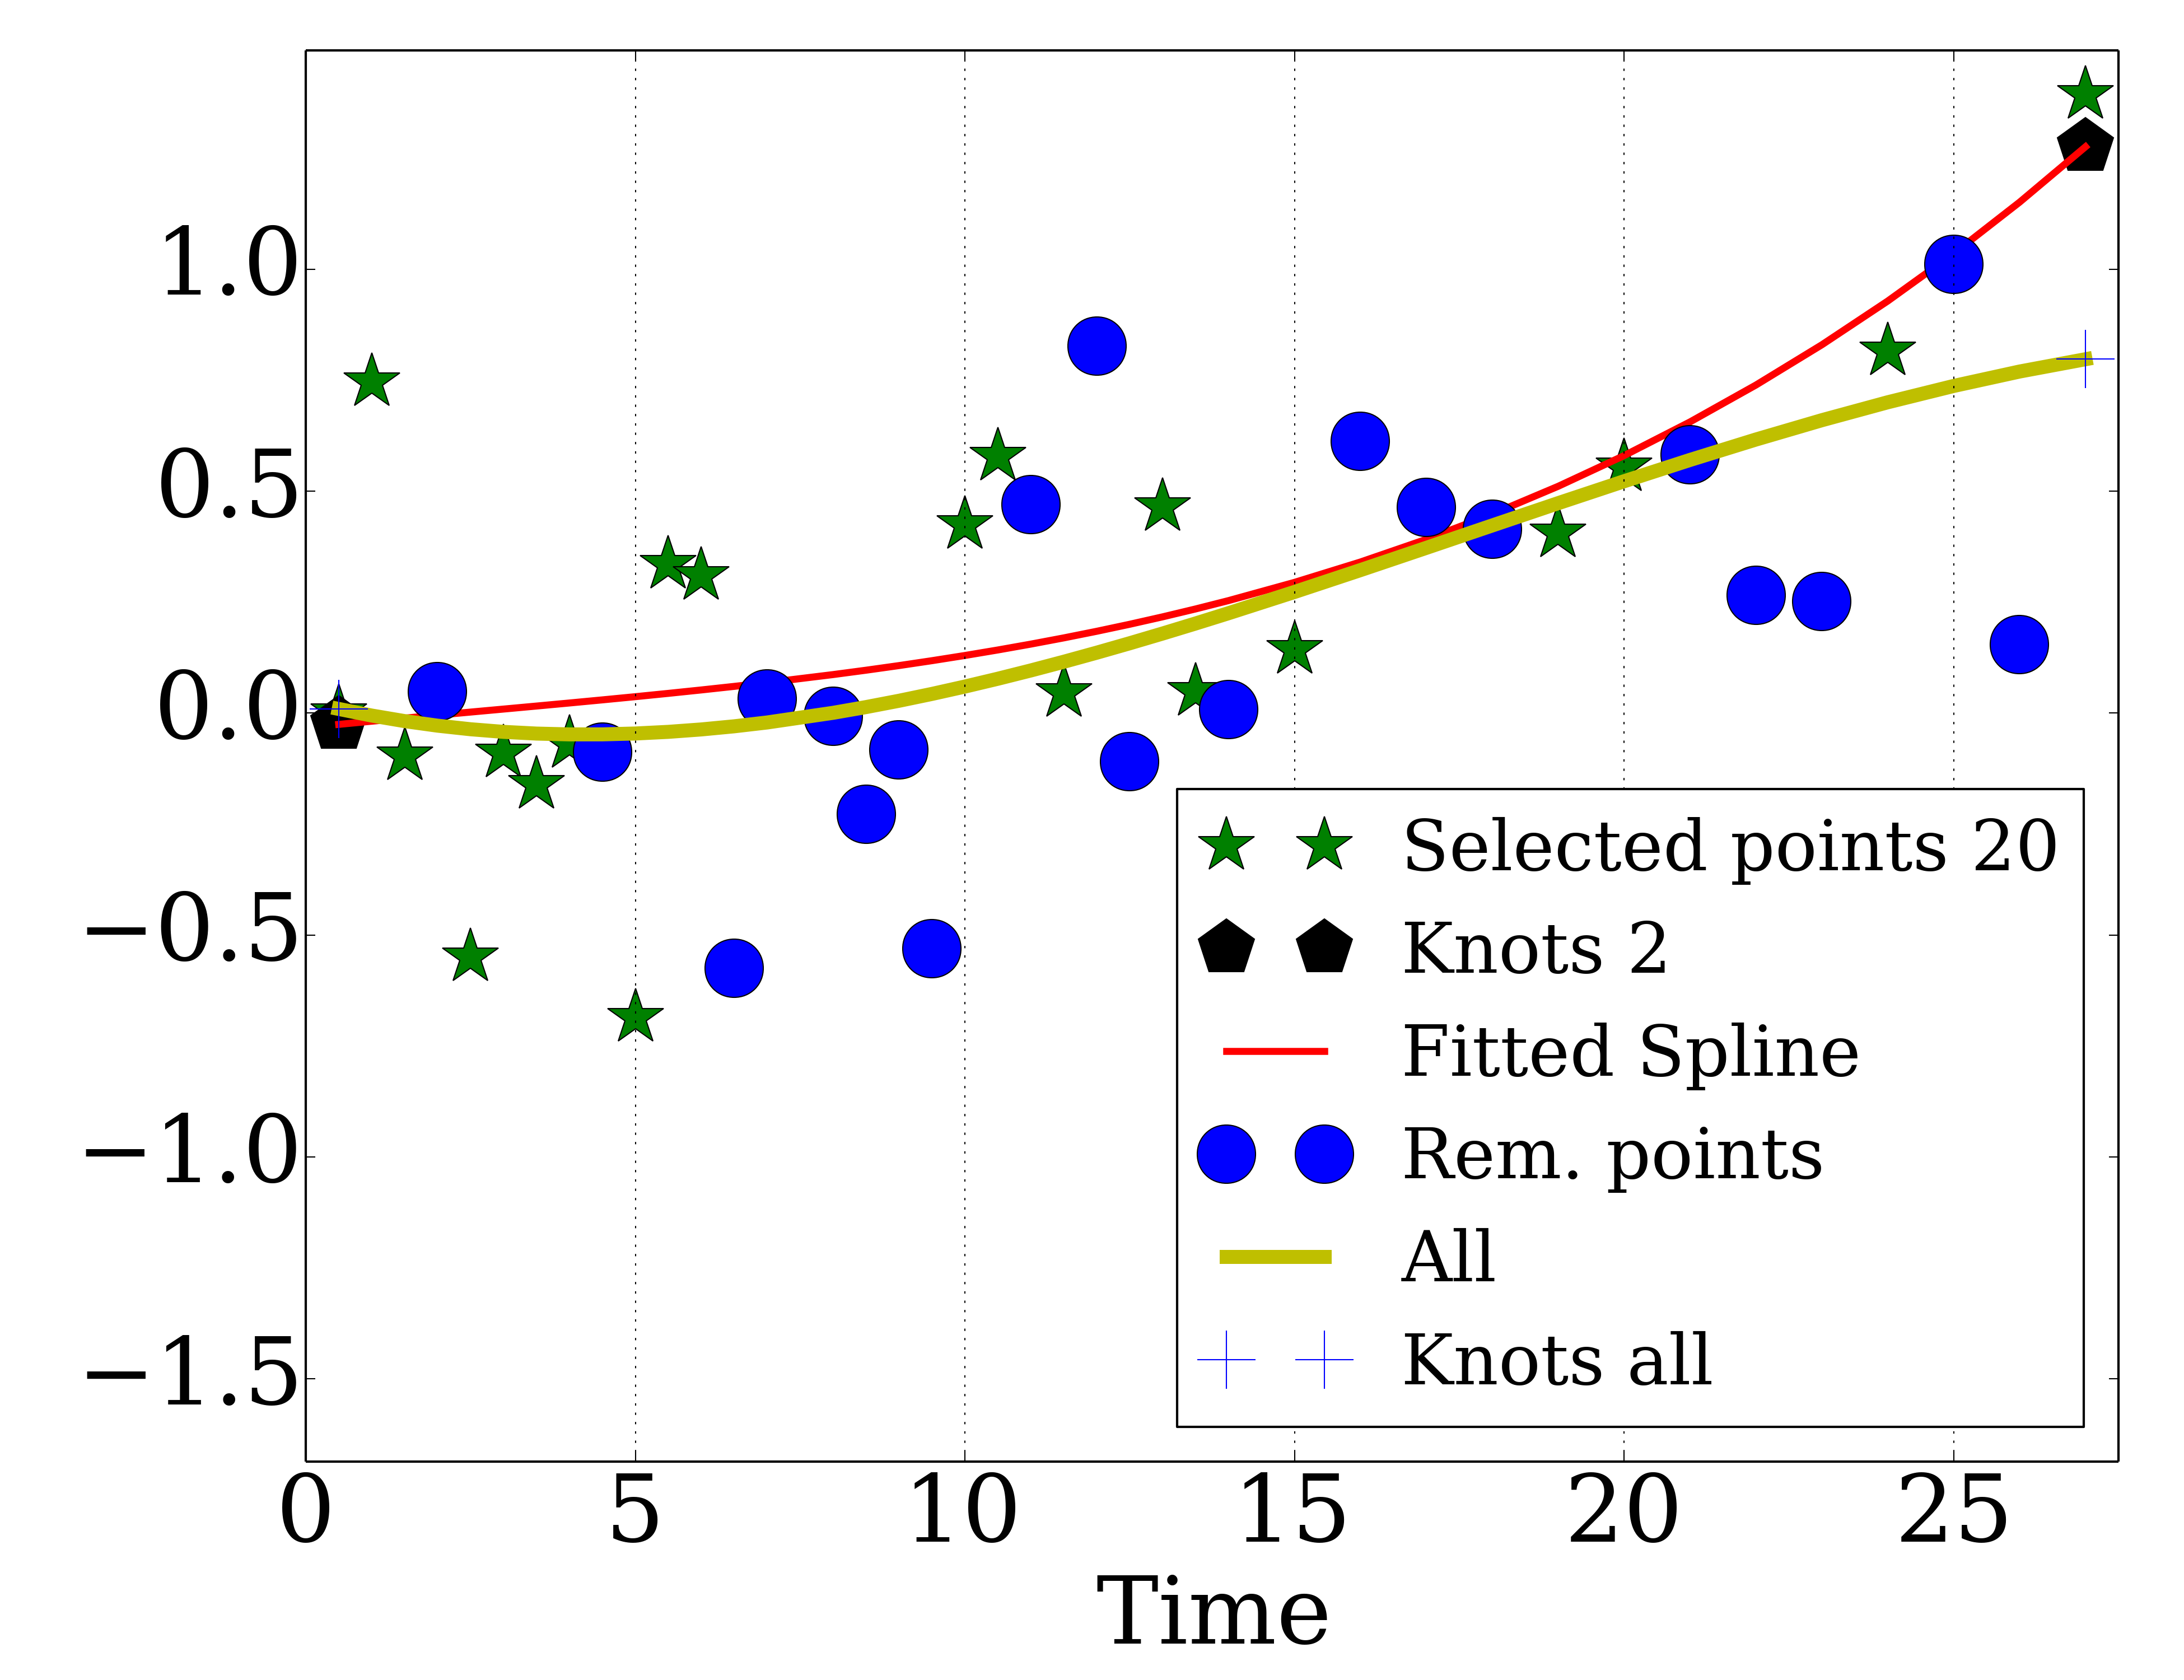 1.0
0.5
0.0
−0.5
−1.0
−1.5
Selected points 20
Knots 2
Fitted Spline
Rem. points
All
Knots all
0 5 10 15 20 25
Time